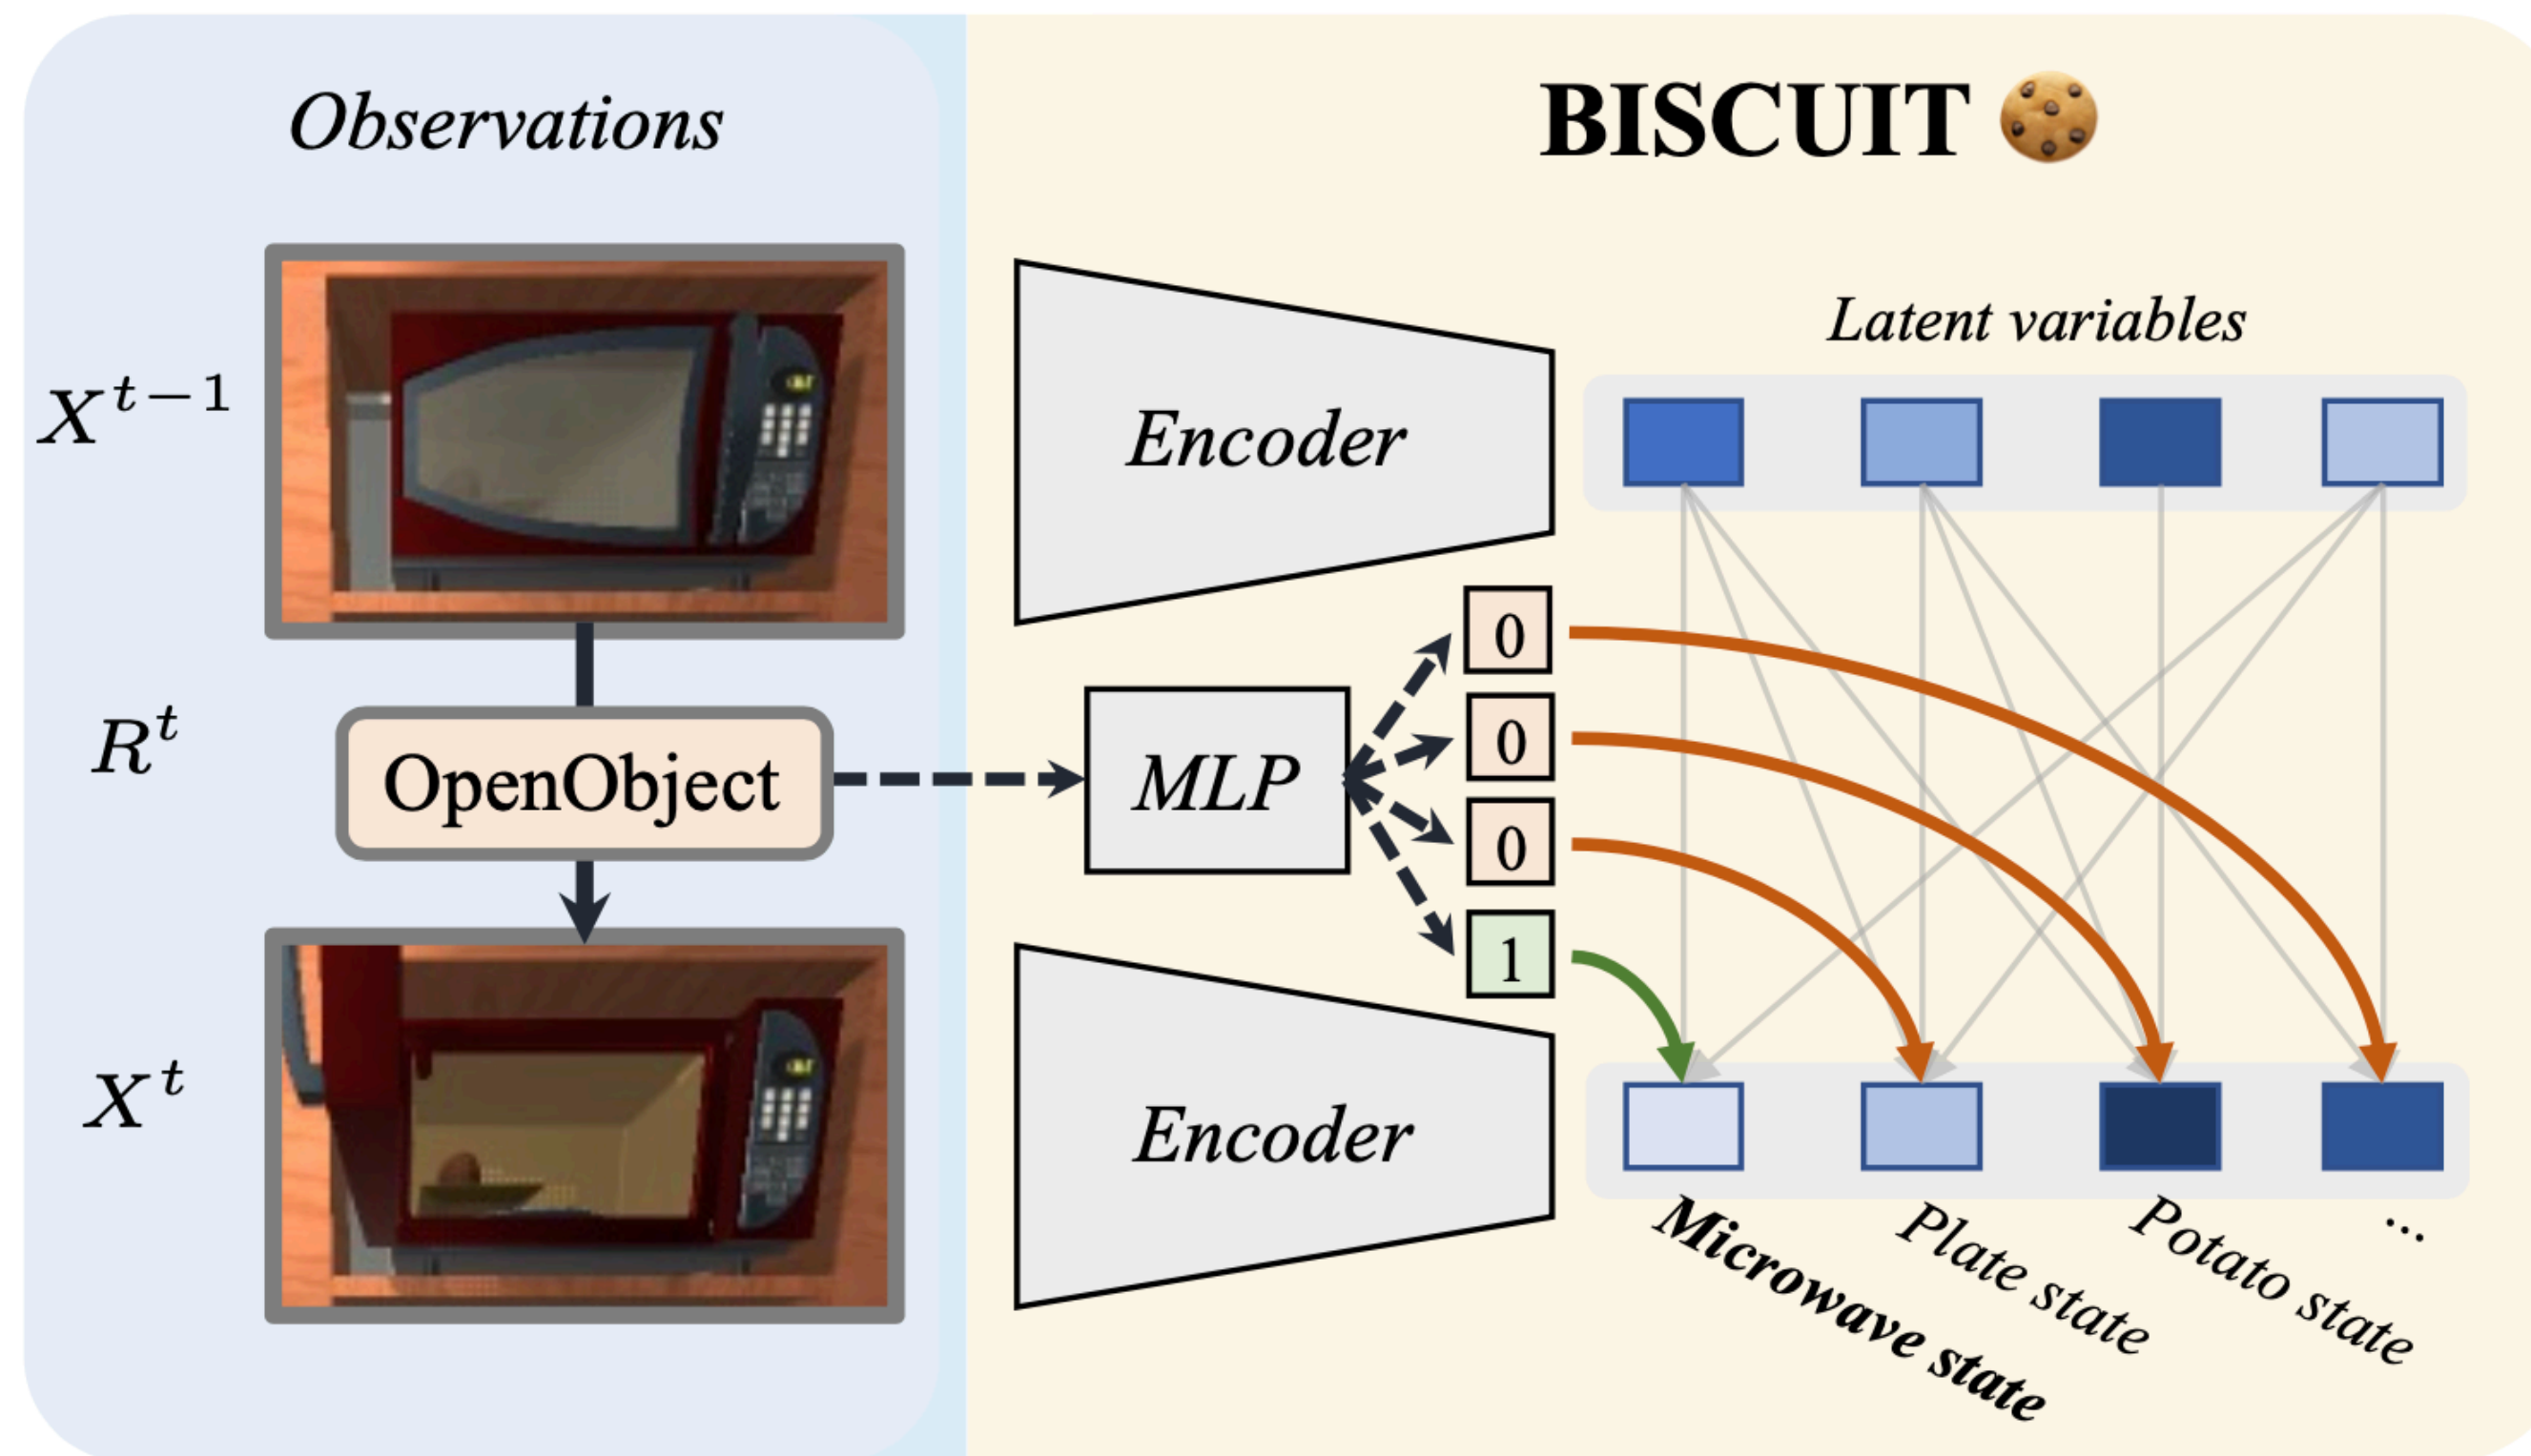 Observations
BISCUIT
X^{t-1}
Encoder
Latent variables
0
R^t
OpenObject
MLP
0
0
1
X^t
Encoder
Microwave state
Plate state
Potato state
...